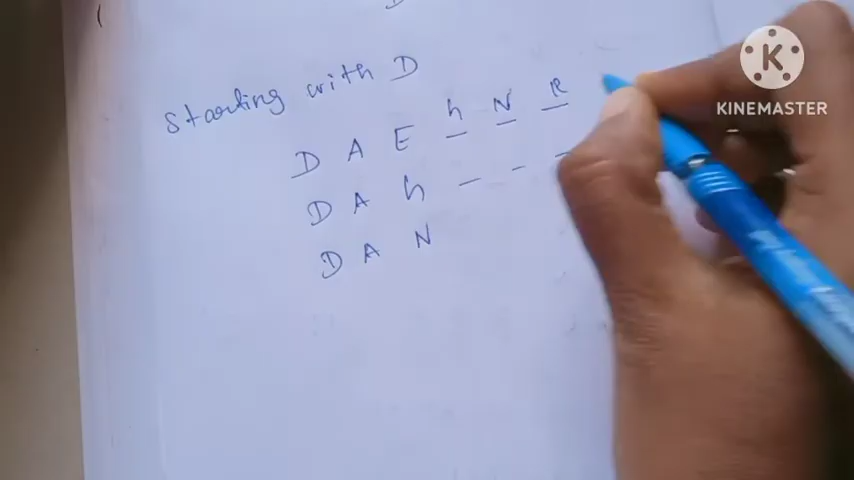 Starting with D
D A E h N R
D A h _ _ _
D A N
K
KINEMASTER